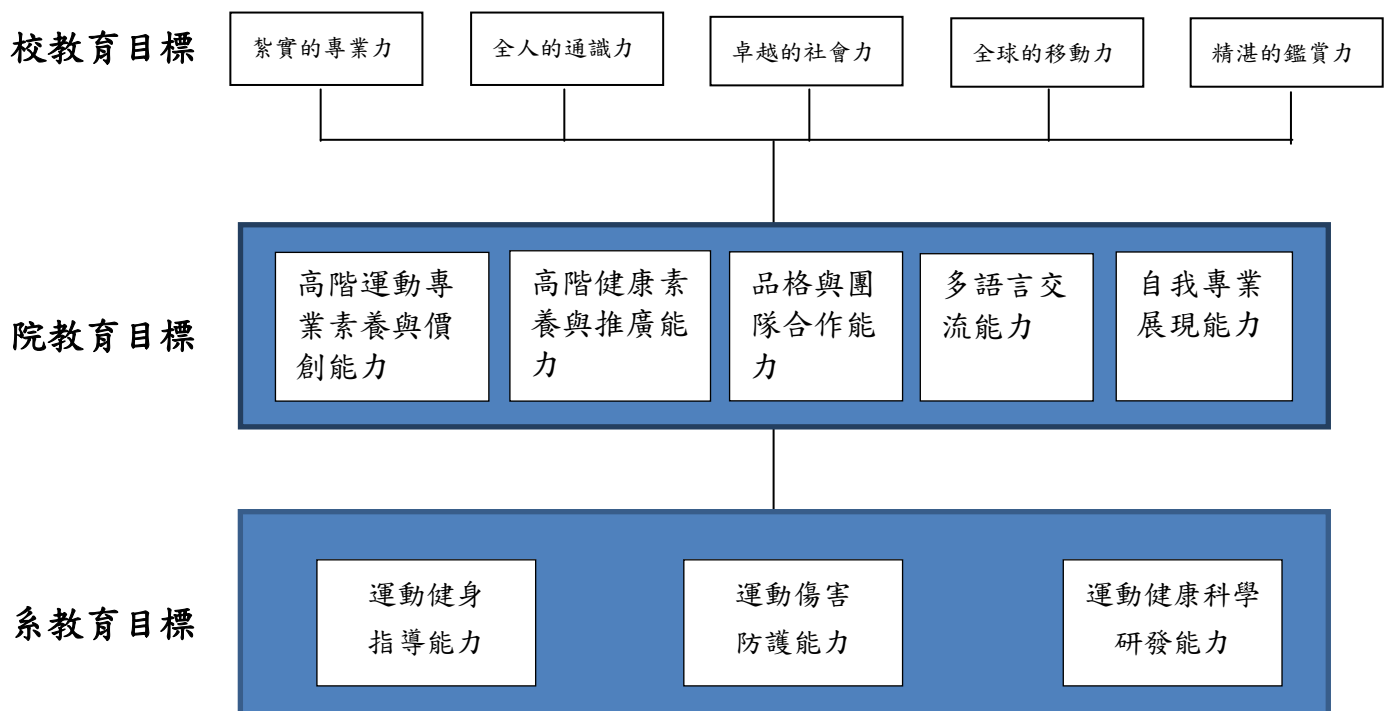 校教育目標
紮實的專業力
全人的通識力
卓越的社會力
全球的移動力
精湛的鑑賞力
院教育目標
高階運動專
業素養與價
創能力
高階健康素
養與推廣能
力
品格與團
隊合作能
力
多語言交
流能力
自我專業
展現能力
系教育目標
運動健身
指導能力
運動傷害
防護能力
運動健康科學
研發能力